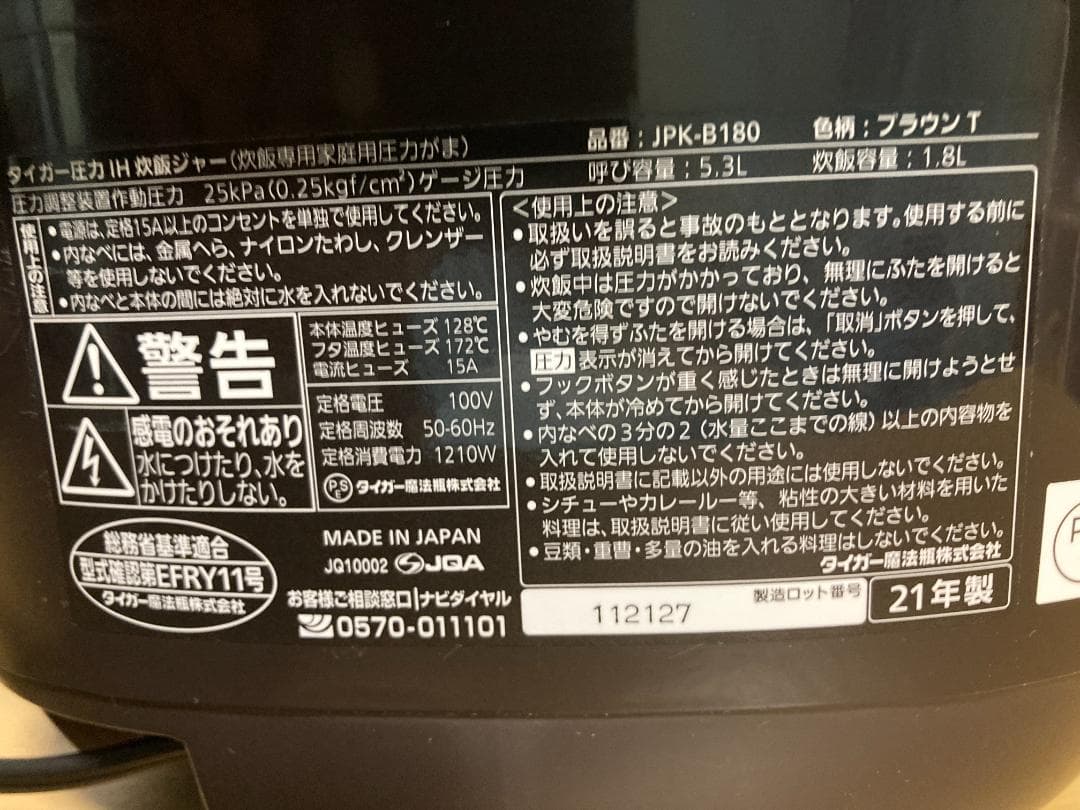 タイガー圧力IH炊飯ジャー(炊飯専用家庭用圧力がま)
品番：JPK-B180
色柄：ブラウンT
圧力調整装置作動圧力 25kPa(0.25kgf/cm²)ゲージ圧力
呼び容量：5.3L
炊飯容量：1.8L
使用上の注意
•電源は、定格15A以上のコンセントを単独で使用してください。
•内なべには、金属へら、ナイロンたわし、クレンザー
等を使用しないでください。
•内なべと本体の間には絶対に水を入れないでください。
警告
感電のおそれあり
水につけたり、水を
かけたりしない。
本体温度ヒューズ 128℃
フタ温度ヒューズ 172℃
電流ヒューズ 15A
定格電圧 100V
定格周波数 50-60Hz
定格消費電力 1210W
PSE タイガー魔法瓶株式会社
<使用上の注意>
•取扱いを誤ると事故のもととなります。使用する前に
必ず取扱説明書をお読みください。
•炊飯中は圧力がかかっており、無理にふたを開けると
大変危険ですので開けないでください。
•やむを得ずふたを開ける場合は、「取消」ボタンを押して、
圧力 表示が消えてから開けてください。
•フックボタンが重く感じたときは無理に開けようとせ
ず、本体が冷めてから開けてください。
•内なべの3分の2(水量ここまでの線)以上の内容物を
入れて使用しないでください。
•取扱説明書に記載以外の用途には使用しないでください。
•シチューやカレールー等、粘性の大きい材料を用いた
料理は、取扱説明書に従い使用してください。
•豆類・重曹・多量の油を入れる料理はしないでください。
タイガー魔法瓶株式会社
総務省基準適合
型式確認第EFRY11号
タイガー魔法瓶株式会社
MADE IN JAPAN
JQ10002 JQA
お客様ご相談窓口|ナビダイヤル
0570-011101
製造ロット番号
112127
21年製
P